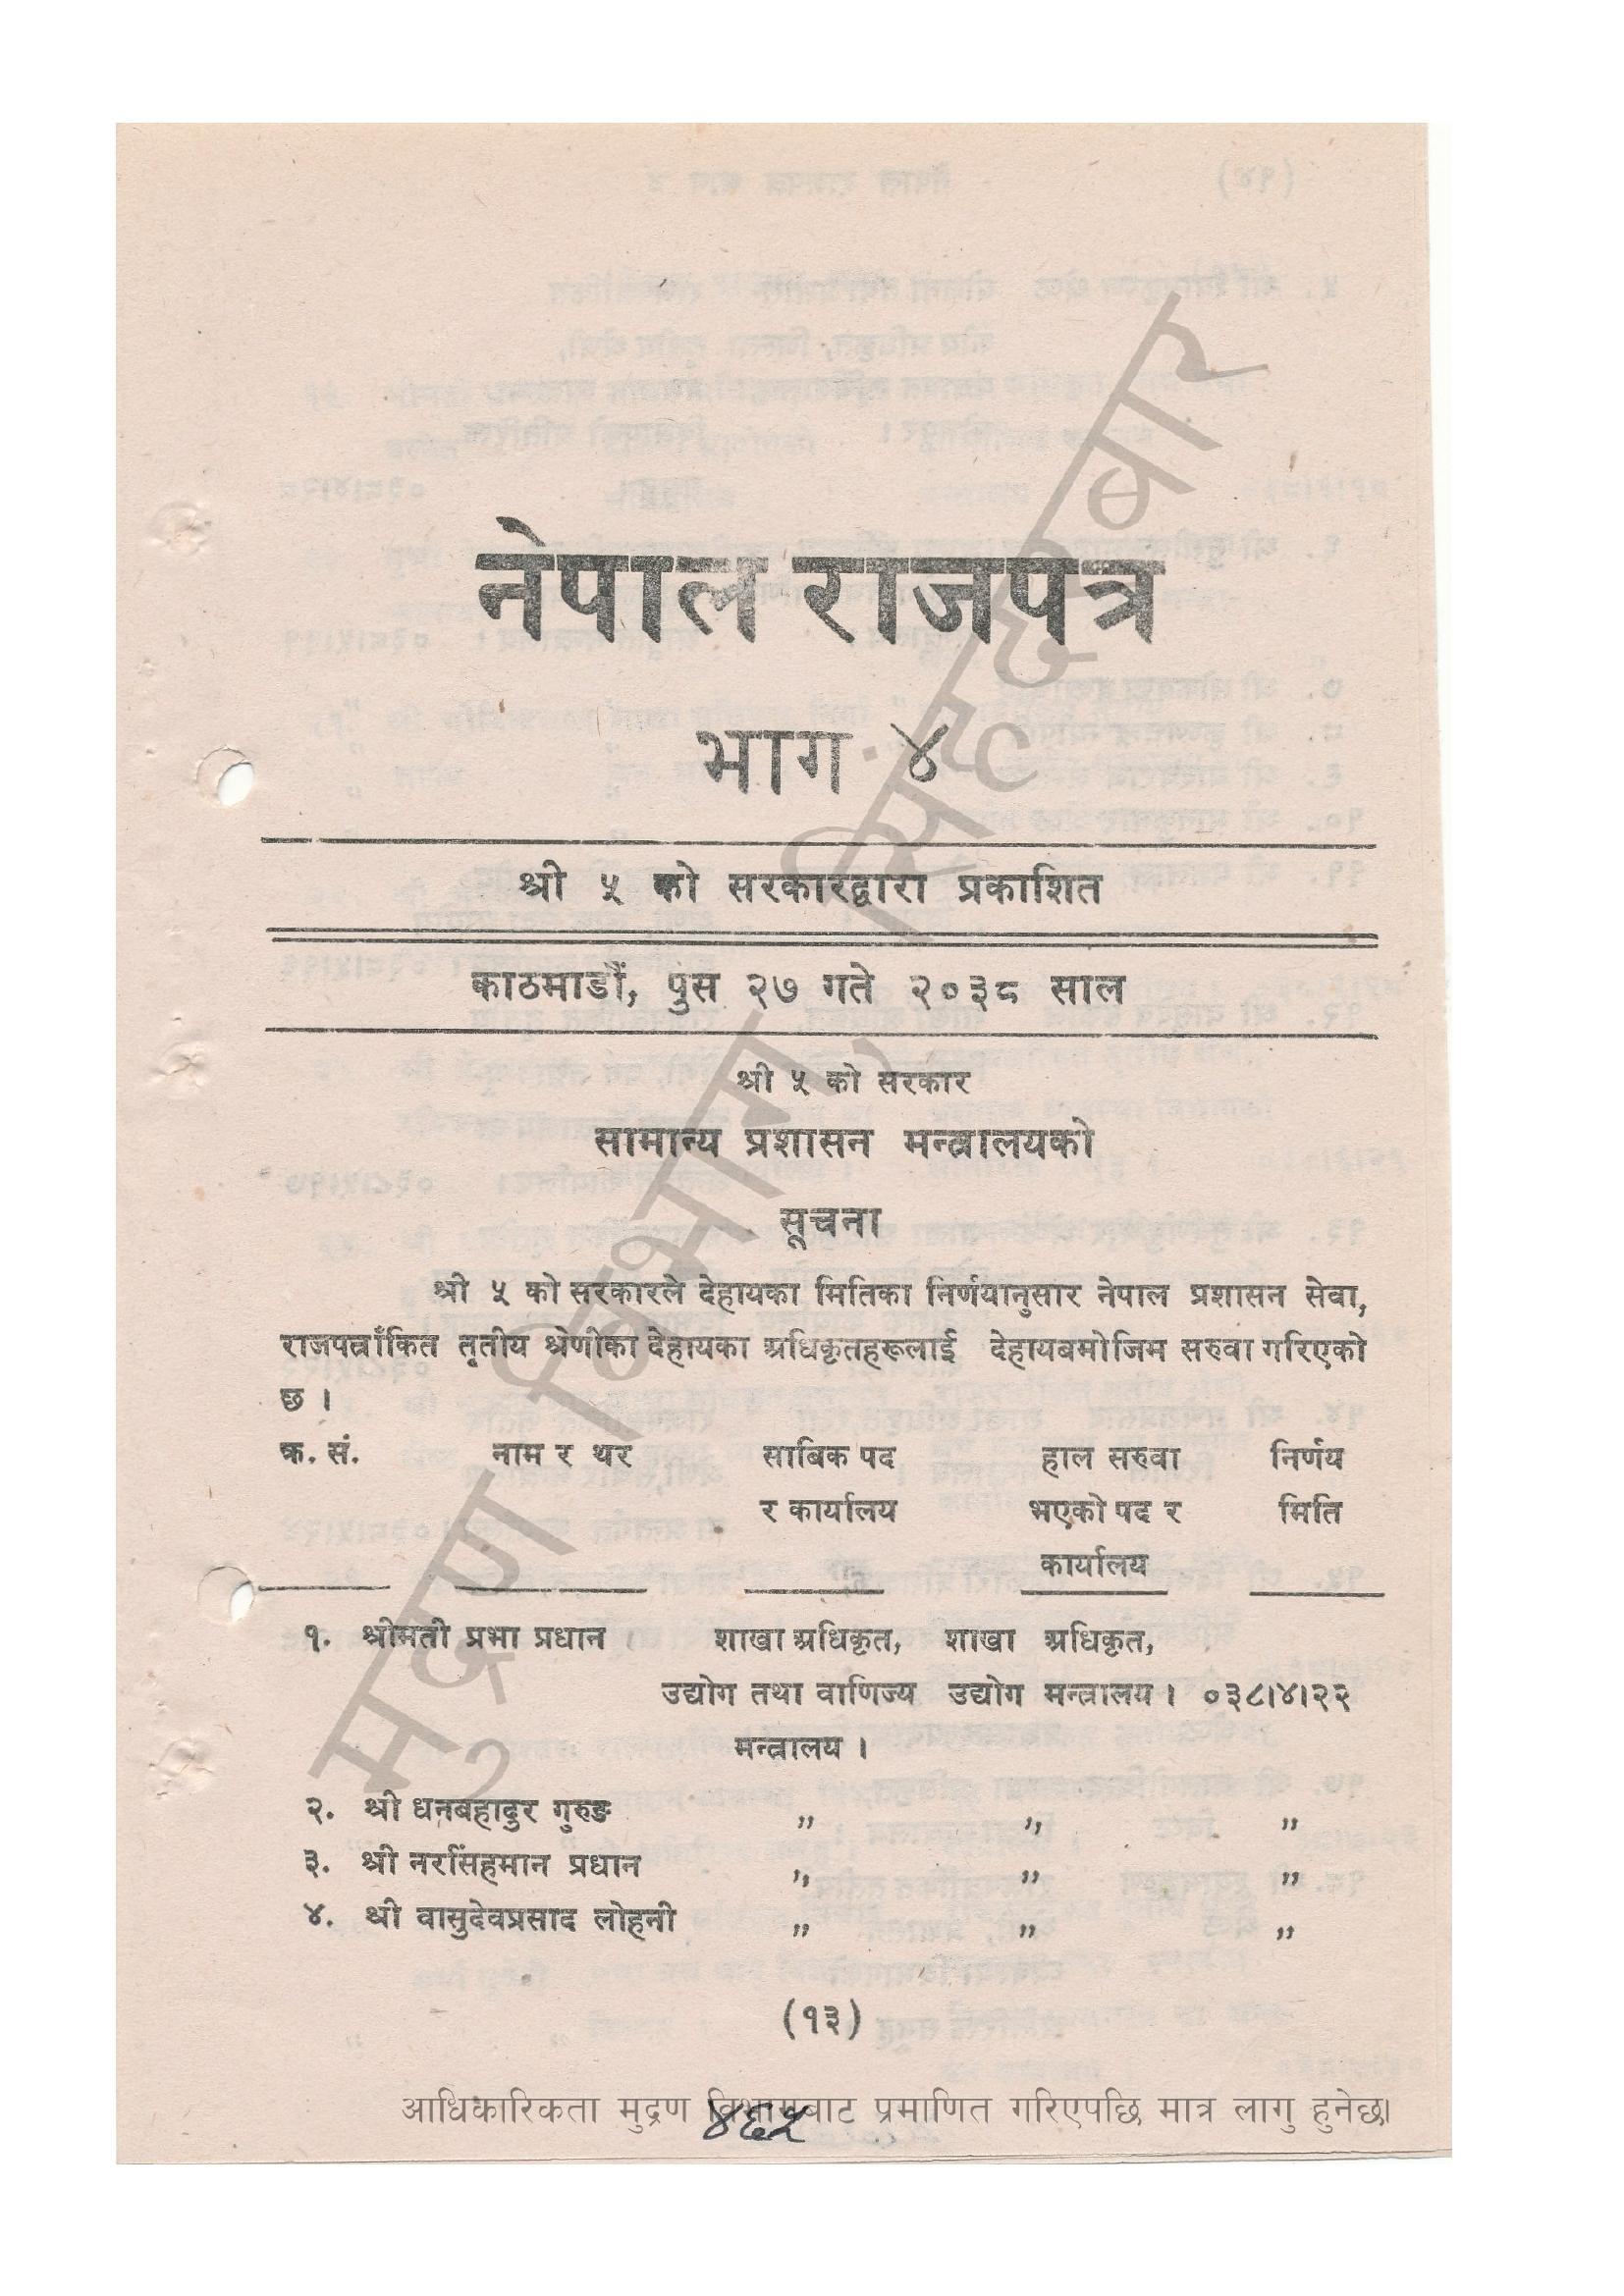 नेपाल राजपत्र
भाग ४
श्री ५ को सरकारद्वारा प्रकाशित
काठमाडौं, पुस २७ गते २०३८ साल
श्री ५ को सरकार
सामान्य प्रशासन मन्त्रालयको
सूचना
श्री ५ को सरकारले देहायका मितिका निर्णयानुसार नेपाल प्रशासन सेवा,
राजपत्राँकित तृतीय श्रेणीका देहायका अधिकृतहरूलाई देहायबमोजिम सरुवा गरिएको
छ ।
क्र. सं. नाम र थर साबिक पद हाल सरुवा निर्णय
र कार्यालय भएको पद र मिति
कार्यालय
१. श्रीमती प्रभा प्रधान । शाखा अधिकृत, शाखा अधिकृत,
उद्योग तथा वाणिज्य उद्योग मन्त्रालय । ०३८।४।२२
मन्त्रालय ।
२. श्री धनबहादुर गुरुङ ,, ,, ,,
३. श्री नरसिंहमान प्रधान ,, ,, ,,
४. श्री वासुदेवप्रसाद लोहनी ,, ,, ,,
(१३)
मुद्रण विभाग, सिंहदरवार
आधिकारिकता मुद्रण विभागबाट प्रमाणित गरिएपछि मात्र लागु हुनेछ।
४६५